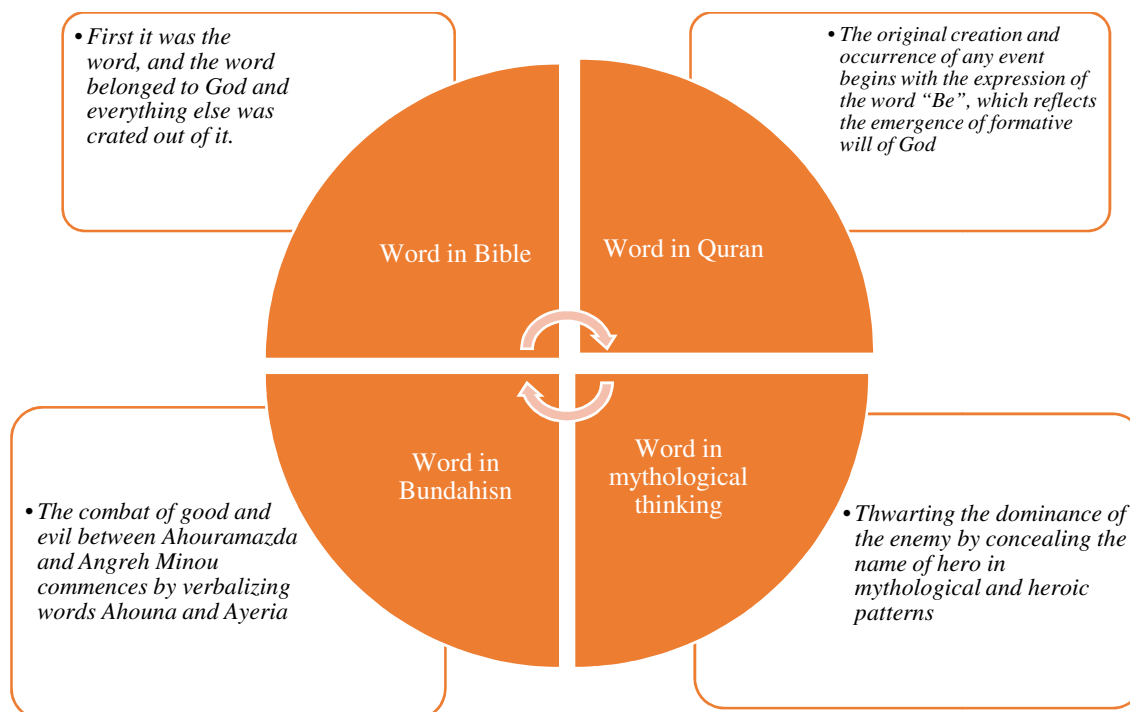 • First it was the
word, and the word
belonged to God and
everything else was
crated out of it.
• The original creation and
occurrence of any event
begins with the expression of
the word “Be”, which reflects
the emergence of formative
will of God
Word in Bible
Word in Quran
Word in
Bundahisn
Word in
mythological
thinking
• The combat of good and
evil between Ahouramazda
and Angreh Minou
commences by verbalizing
words Ahouna and Ayeria
• Thwarting the dominance of
the enemy by concealing the
name of hero in
mythological and heroic
patterns